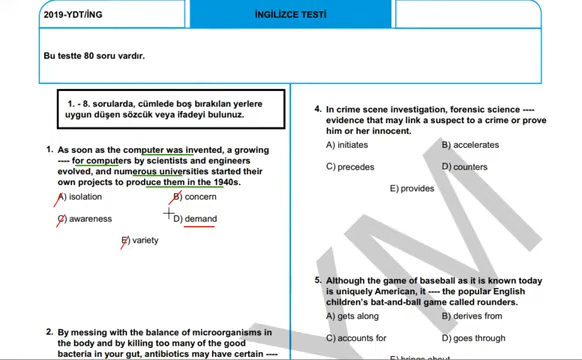 2019-YDT/İNG
İNGİLİZCE TESTİ
Bu testte 80 soru vardır.
1. - 8. sorularda, cümlede boş bırakılan yerlere
uygun düşen sözcük veya ifadeyi bulunuz.
1. As soon as the computer was invented, a growing
---- for computers by scientists and engineers
evolved, and numerous universities started their
own projects to produce them in the 1940s.
A) isolation B) concern
C) awareness D) demand
E) variety
2. By messing with the balance of microorganisms in
the body and by killing too many of the good
bacteria in your gut, antibiotics may have certain ----
4. In crime scene investigation, forensic science ----
evidence that may link a suspect to a crime or prove
him or her innocent.
A) initiates B) accelerates
C) precedes D) counters
E) provides
5. Although the game of baseball as it is known today
is uniquely American, it ---- the popular English
children's bat-and-ball game called rounders.
A) gets along B) derives from
C) accounts for D) goes through
E) brings about
YM